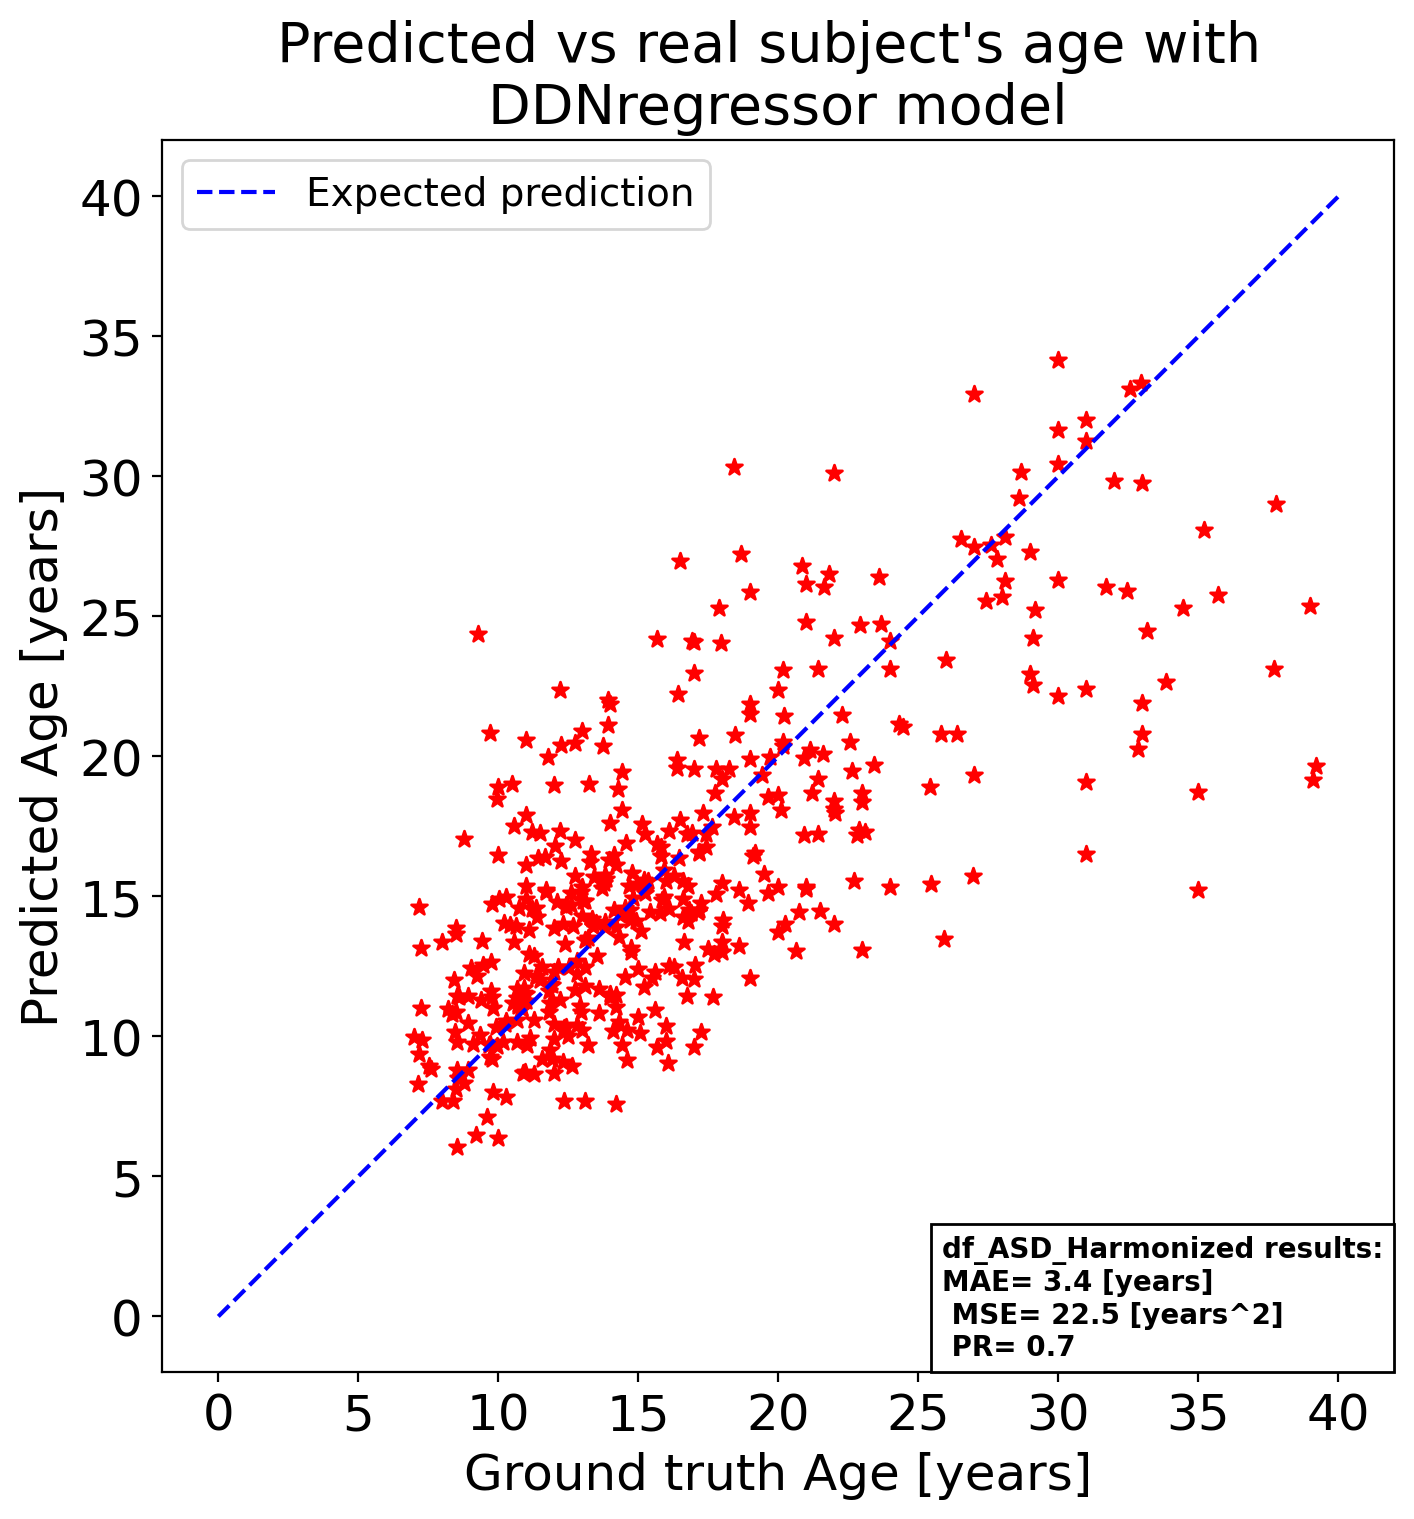 Predicted vs real subject's age with
DDNregressor model
Expected prediction
40
35
30
25
20
15
10
5
0
Predicted Age [years]
df_ASD_Harmonized results:
MAE= 3.4 [years]
MSE= 22.5 [years^2]
PR= 0.7
0 5 10 15 20 25 30 35 40
Ground truth Age [years]